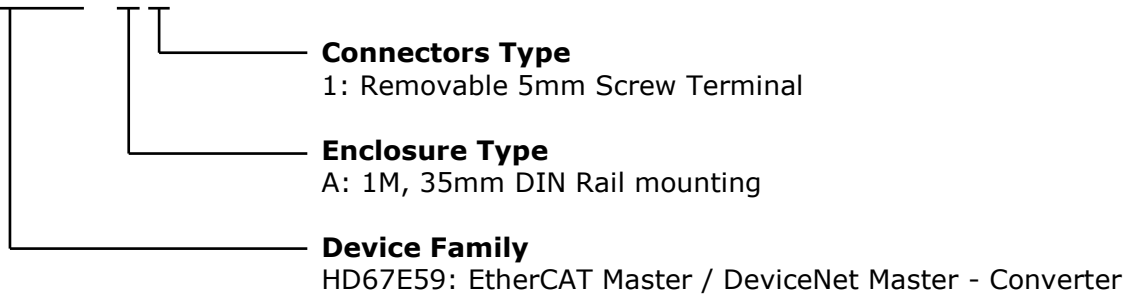 Connectors Type
1: Removable 5mm Screw Terminal
Enclosure Type
A: 1M, 35mm DIN Rail mounting
Device Family
HD67E59: EtherCAT Master / DeviceNet Master - Converter